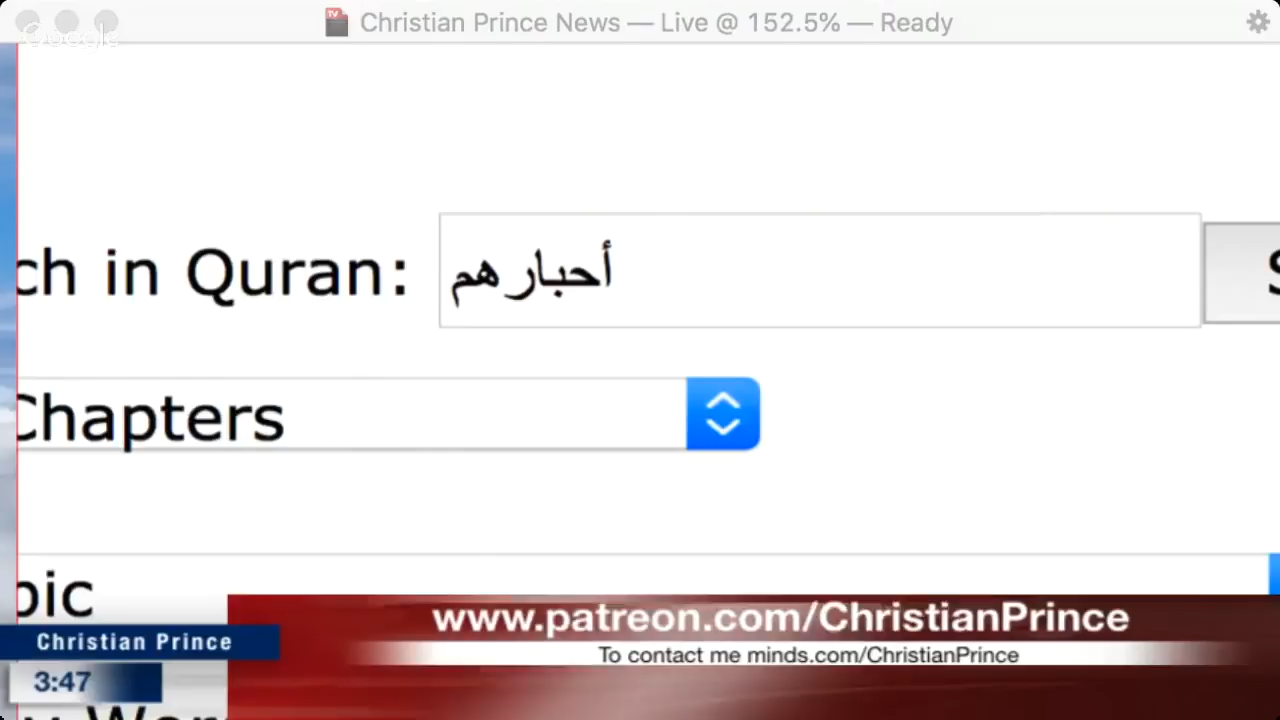 Christian Prince News — Live @ 152.5% — Ready
Google
ch in Quran:
أحبارهم
S
Chapters
bic
www.patreon.com/ChristianPrince
Christian Prince
To contact me minds.com/ChristianPrince
3:47